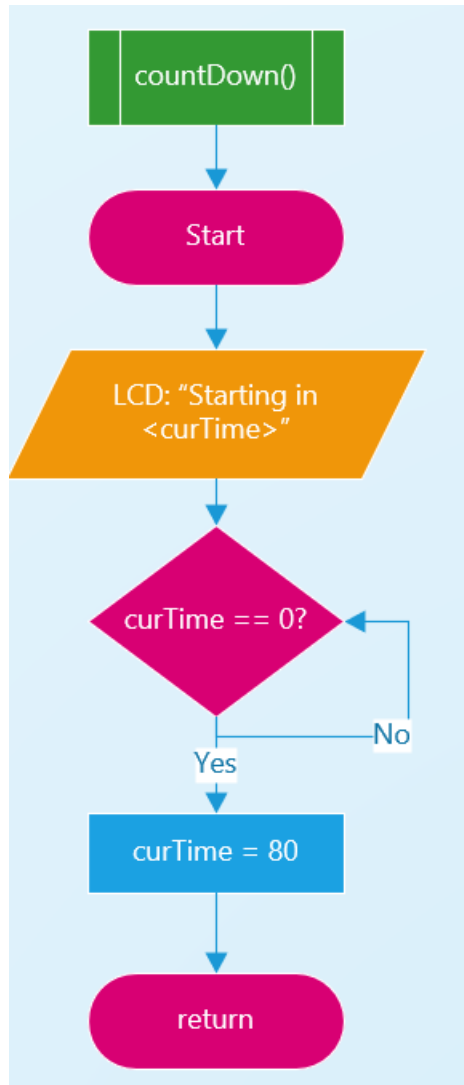 countDown()
Start
LCD: “Starting in
<curTime>”
curTime == 0?
No
Yes
curTime = 80
return